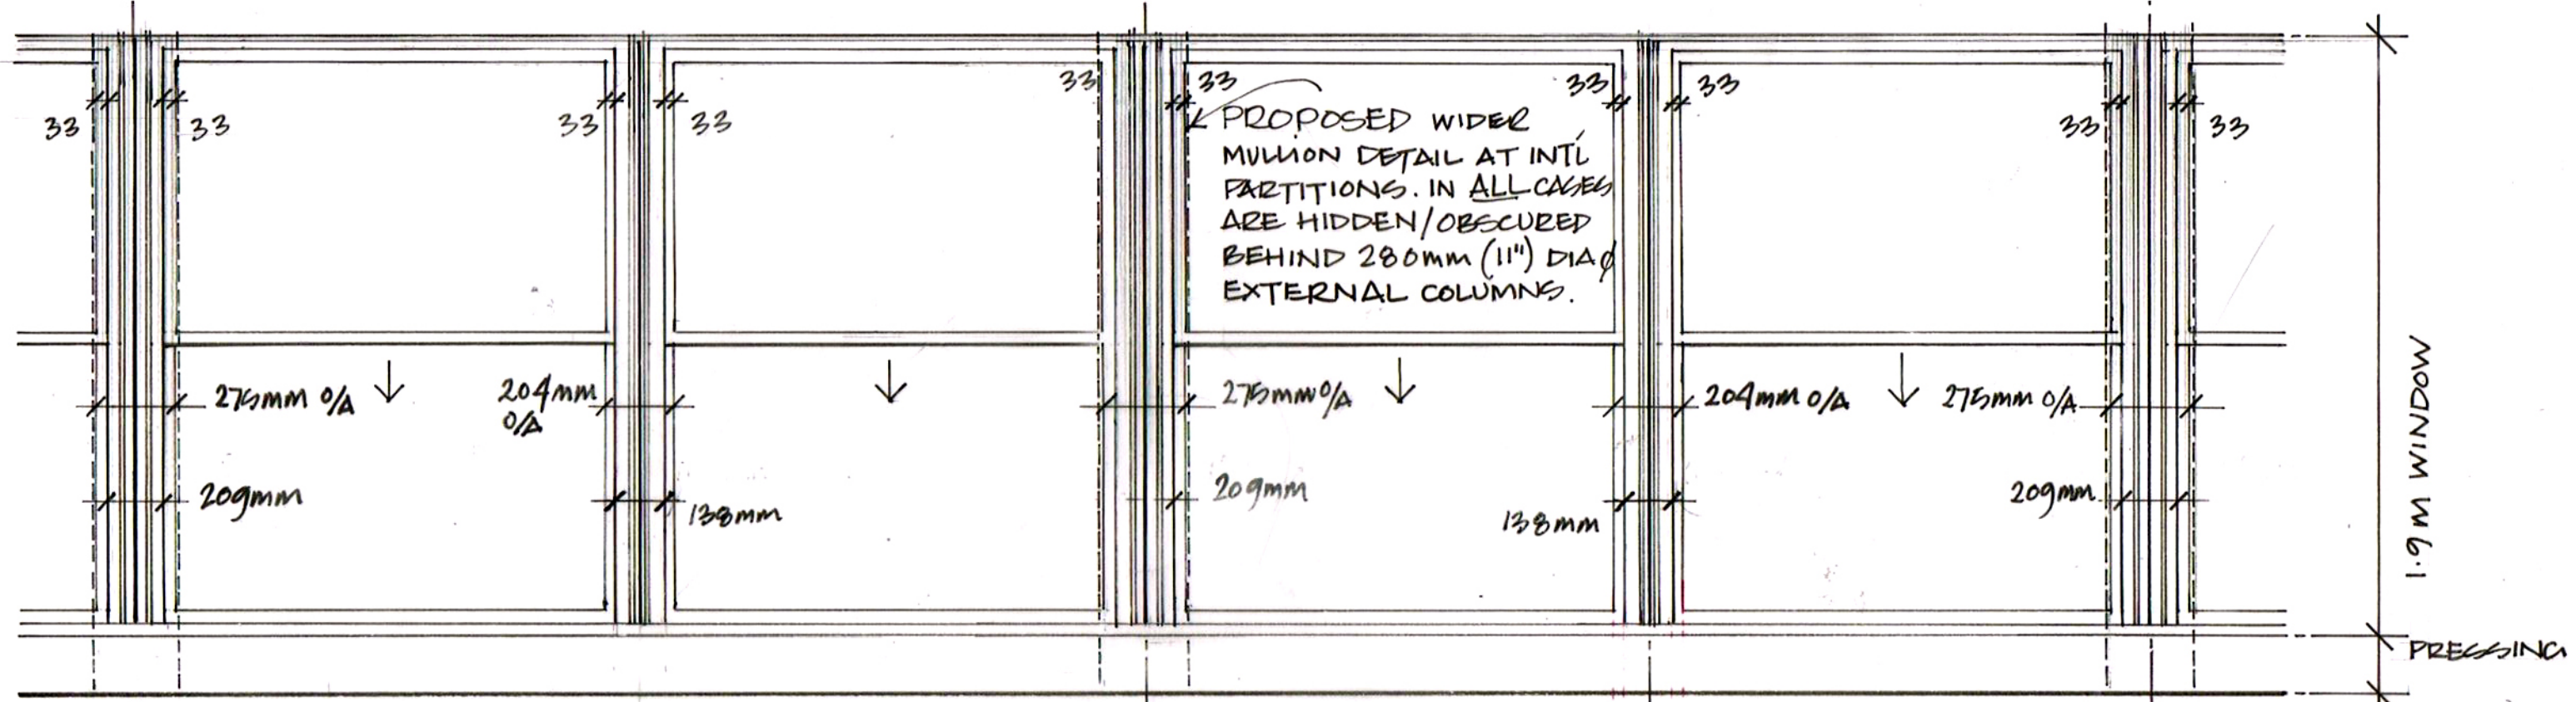 33
33
33
33
33
33
33
33
33
33
PROPOSED WIDER
MULLION DETAIL AT INT'L
PARTITIONS. IN ALL CASES
ARE HIDDEN/OBSCURED
BEHIND 280mm (11") DIA ϕ
EXTERNAL COLUMNS.
275mm O/A
204mm
O/A
275mm O/A
204mm O/A
275mm O/A
209mm
138mm
209mm
138mm
209mm
1.9M WINDOW
PRESSING